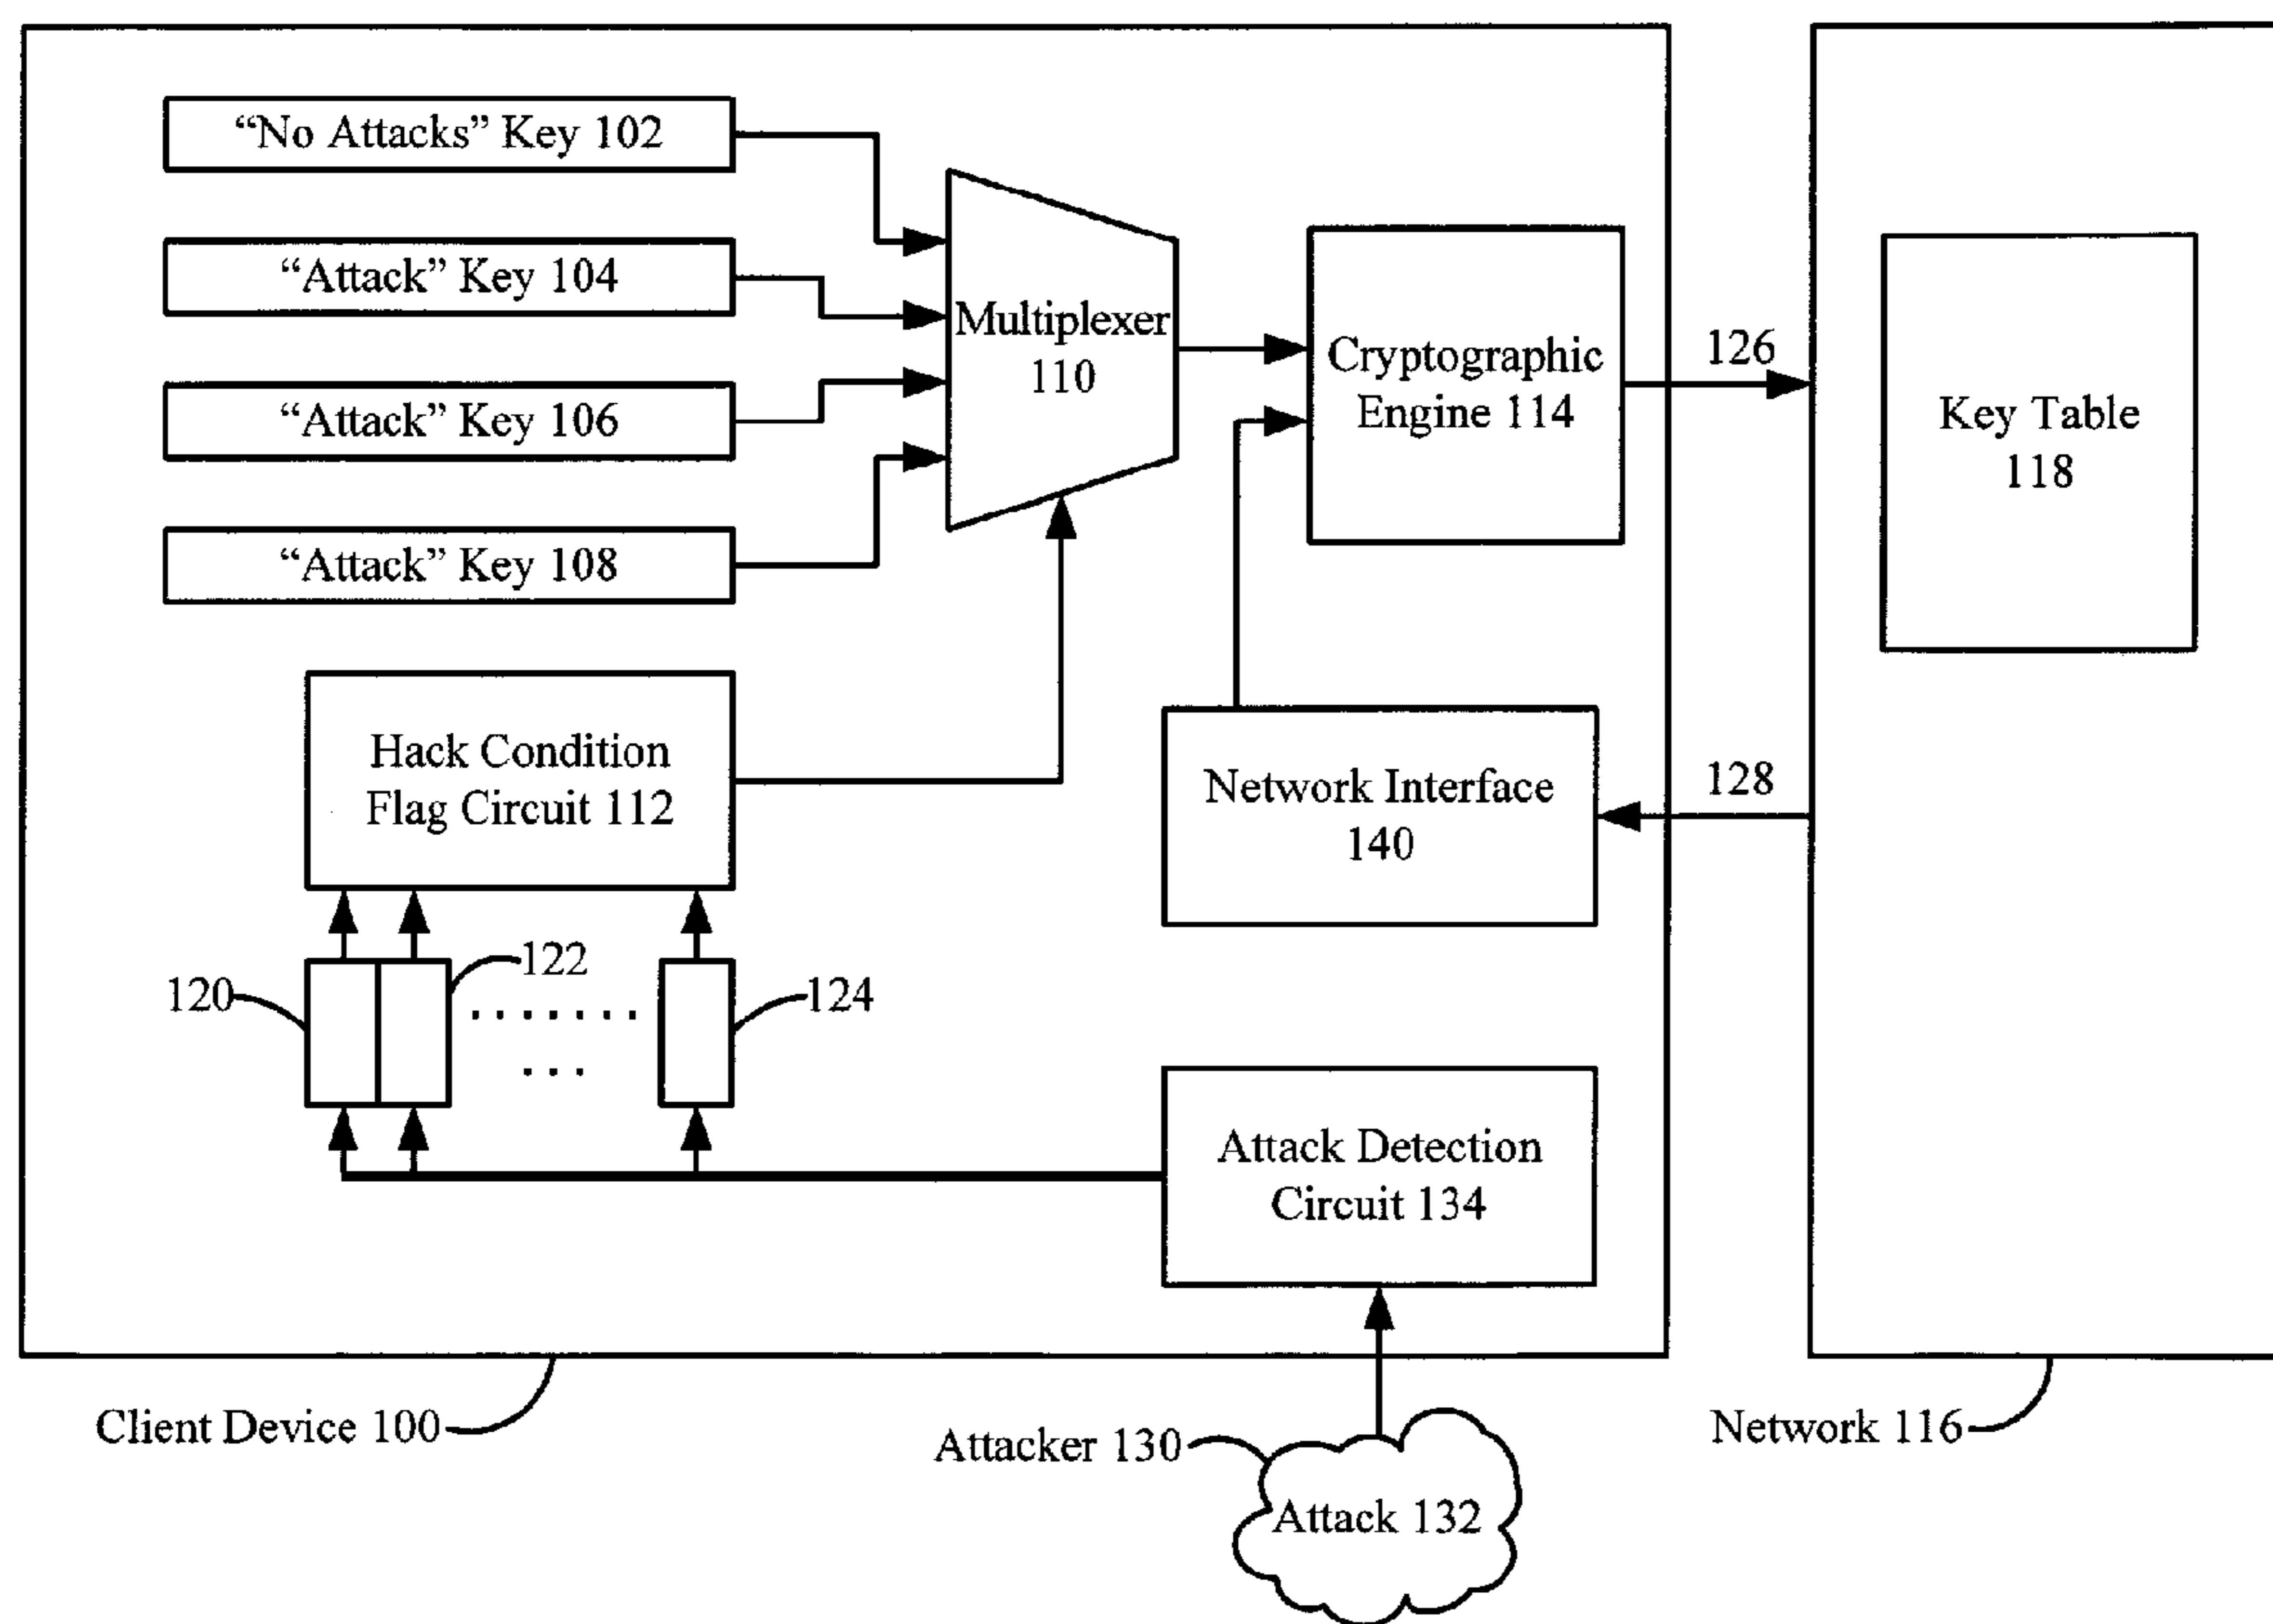 “No Attacks” Key 102
“Attack” Key 104
“Attack” Key 106
“Attack” Key 108
Multiplexer
110
Cryptographic
Engine 114
126
Key Table
118
Hack Condition
Flag Circuit 112
Network Interface
140
128
120
122
124
Attack Detection
Circuit 134
Client Device 100
Attacker 130
Attack 132
Network 116